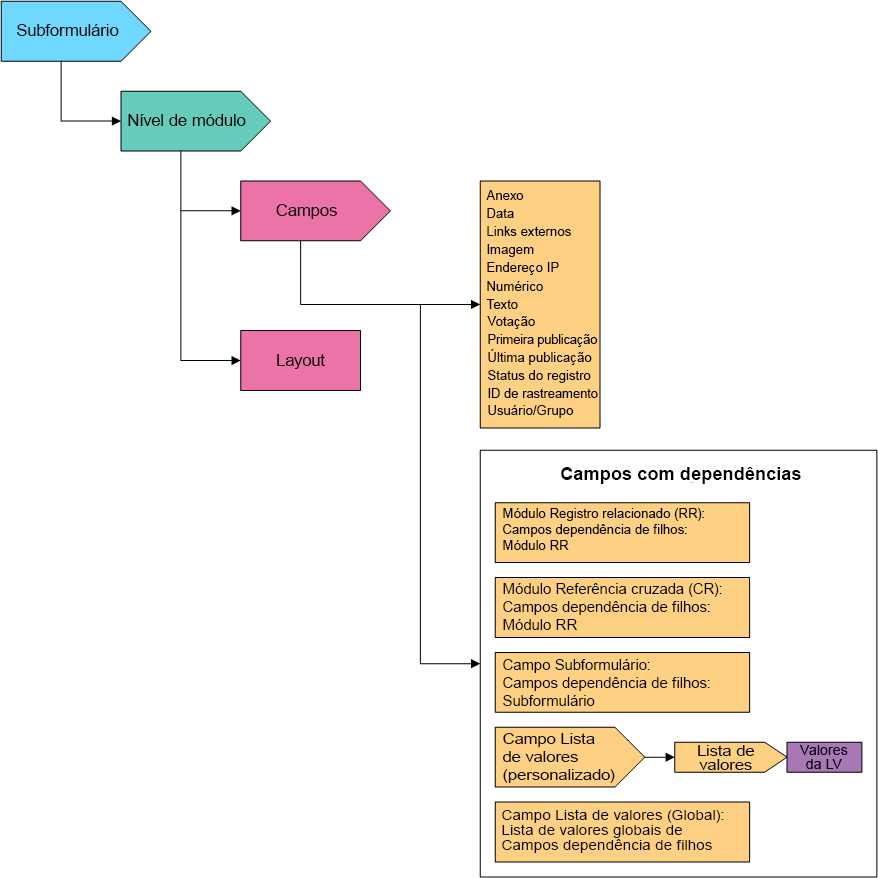 Subformulário
Nível de módulo
Campos
Layout
Anexo
Data
Links externos
Imagem
Endereço IP
Numérico
Texto
Votação
Primeira publicação
Última publicação
Status do registro
ID de rastreamento
Usuário/Grupo
Campos com dependências
Módulo Registro relacionado (RR):
Campos dependência de filhos:
Módulo RR
Módulo Referência cruzada (CR):
Campos dependência de filhos:
Módulo RR
Campo Subformulário:
Campos dependência de filhos:
Subformulário
Campo Lista
de valores
(personalizado)
Lista de
valores
Valores
da LV
Campo Lista de valores (Global):
Lista de valores globais de
Campos dependência de filhos